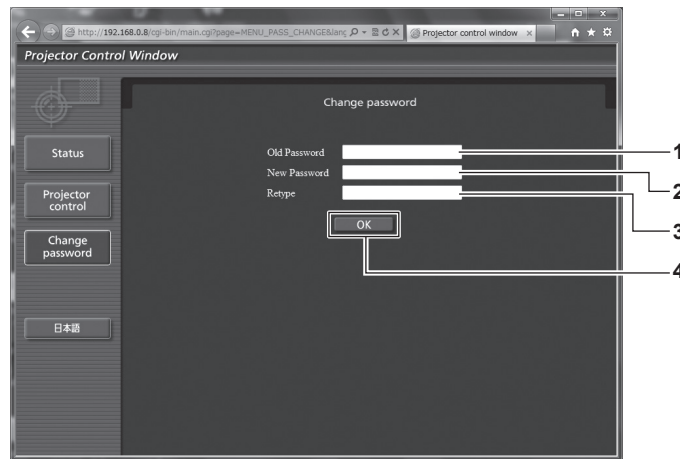 http://192.168.0.8/cgi-bin/main.cgi?page=MENU_PASS_CHANGE&lang
Projector control window
Projector Control Window
Change password
Status
Old Password
1
New Password
2
Projector
control
Retype
3
OK
Change
password
4
日本語